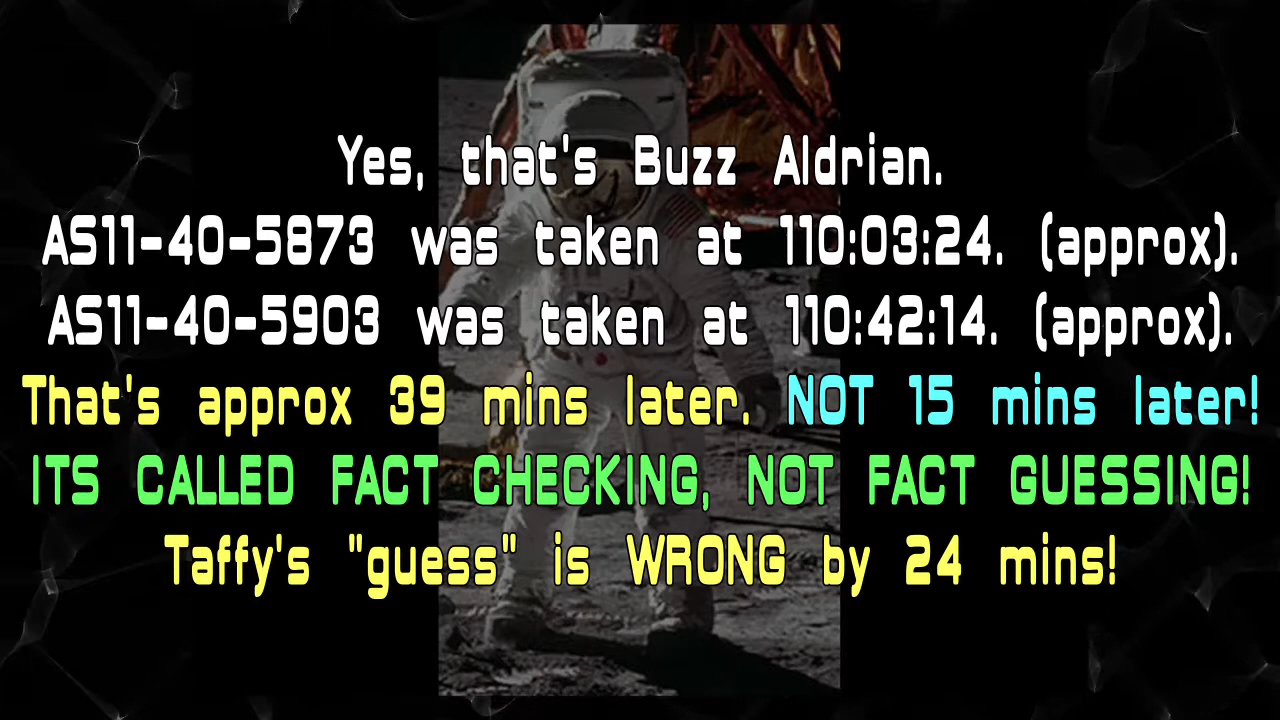 Yes, that's Buzz Aldrian.
AS11-40-5873 was taken at 110:03:24. (approx).
AS11-40-5903 was taken at 110:42:14. (approx).
That's approx 39 mins later. NOT 15 mins later!
ITS CALLED FACT CHECKING, NOT FACT GUESSING!
Taffy's "guess" is WRONG by 24 mins!